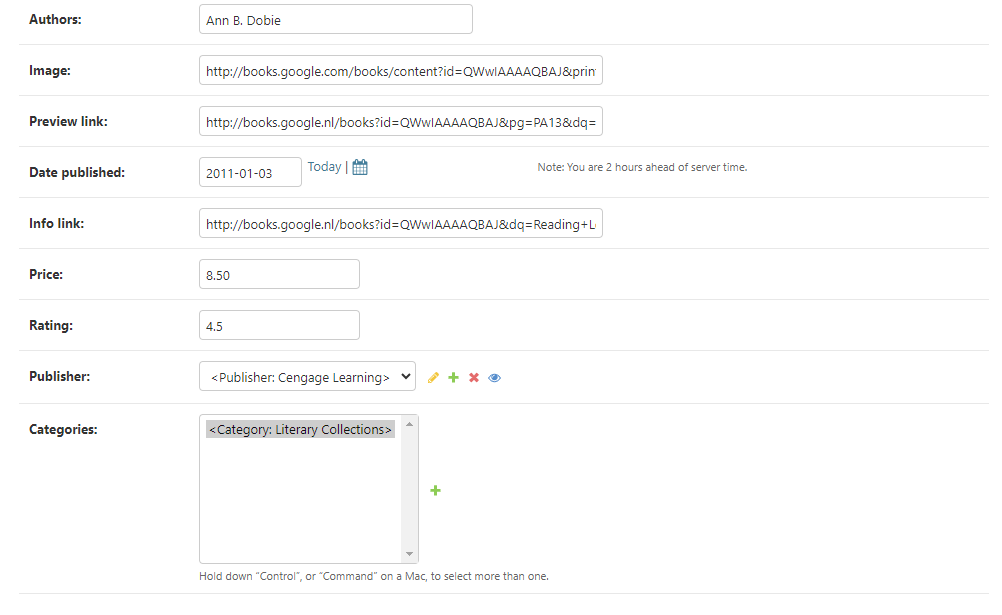 Authors: Ann B. Dobie
Image: http://books.google.com/books/content?id=QWwIAAAAQBAJ&prin
Preview link: http://books.google.nl/books?id=QWwIAAAAQBAJ&pg=PA13&dq=
Date published: 2011-01-03 Today | Note: You are 2 hours ahead of server time.
Info link: http://books.google.nl/books?id=QWwIAAAAQBAJ&dq=Reading+L
Price: 8.50
Rating: 4.5
Publisher: <Publisher: Cengage Learning>
Categories: <Category: Literary Collections>
Hold down “Control”, or “Command” on a Mac, to select more than one.